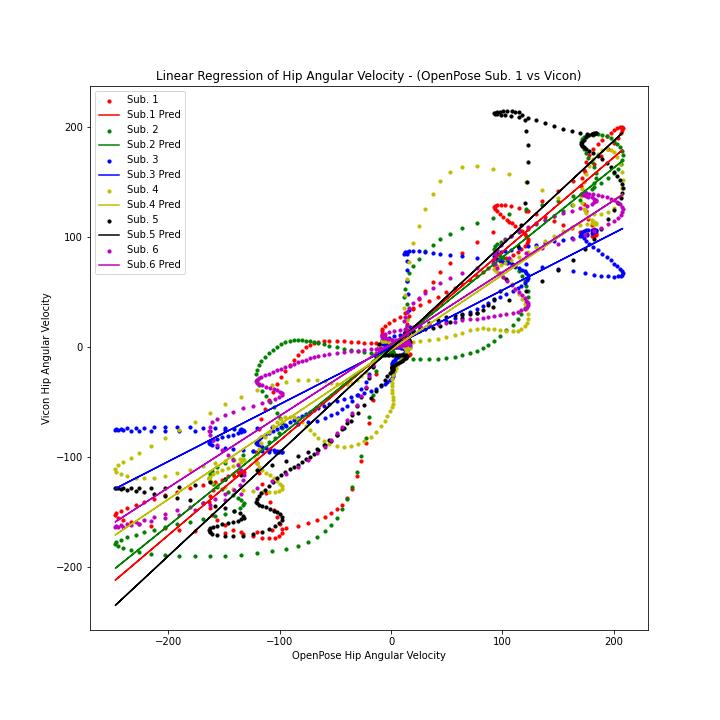 Linear Regression of Hip Angular Velocity - (OpenPose Sub. 1 vs Vicon)
Sub. 1
Sub.1 Pred
Sub. 2
Sub.2 Pred
Sub. 3
Sub.3 Pred
Sub. 4
Sub.4 Pred
Sub. 5
Sub.5 Pred
Sub. 6
Sub.6 Pred
200
100
0
−100
−200
Vicon Hip Angular Velocity
−200 −100 0 100 200
OpenPose Hip Angular Velocity